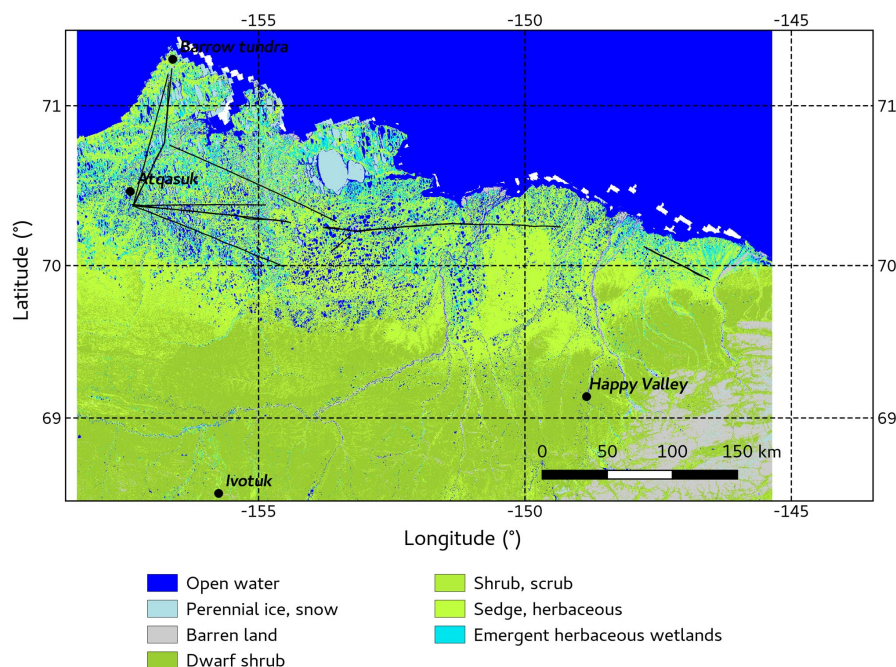 -155 -150 -145
Barrow tundra
71 71
Atqasuk
70 70
Happy Valley
69 69
0 50 100 150 km
Ivotuk
-155 -150 -145
Latitude (°)
Longitude (°)
Open water
Perennial ice, snow
Barren land
Dwarf shrub
Shrub, scrub
Sedge, herbaceous
Emergent herbaceous wetlands